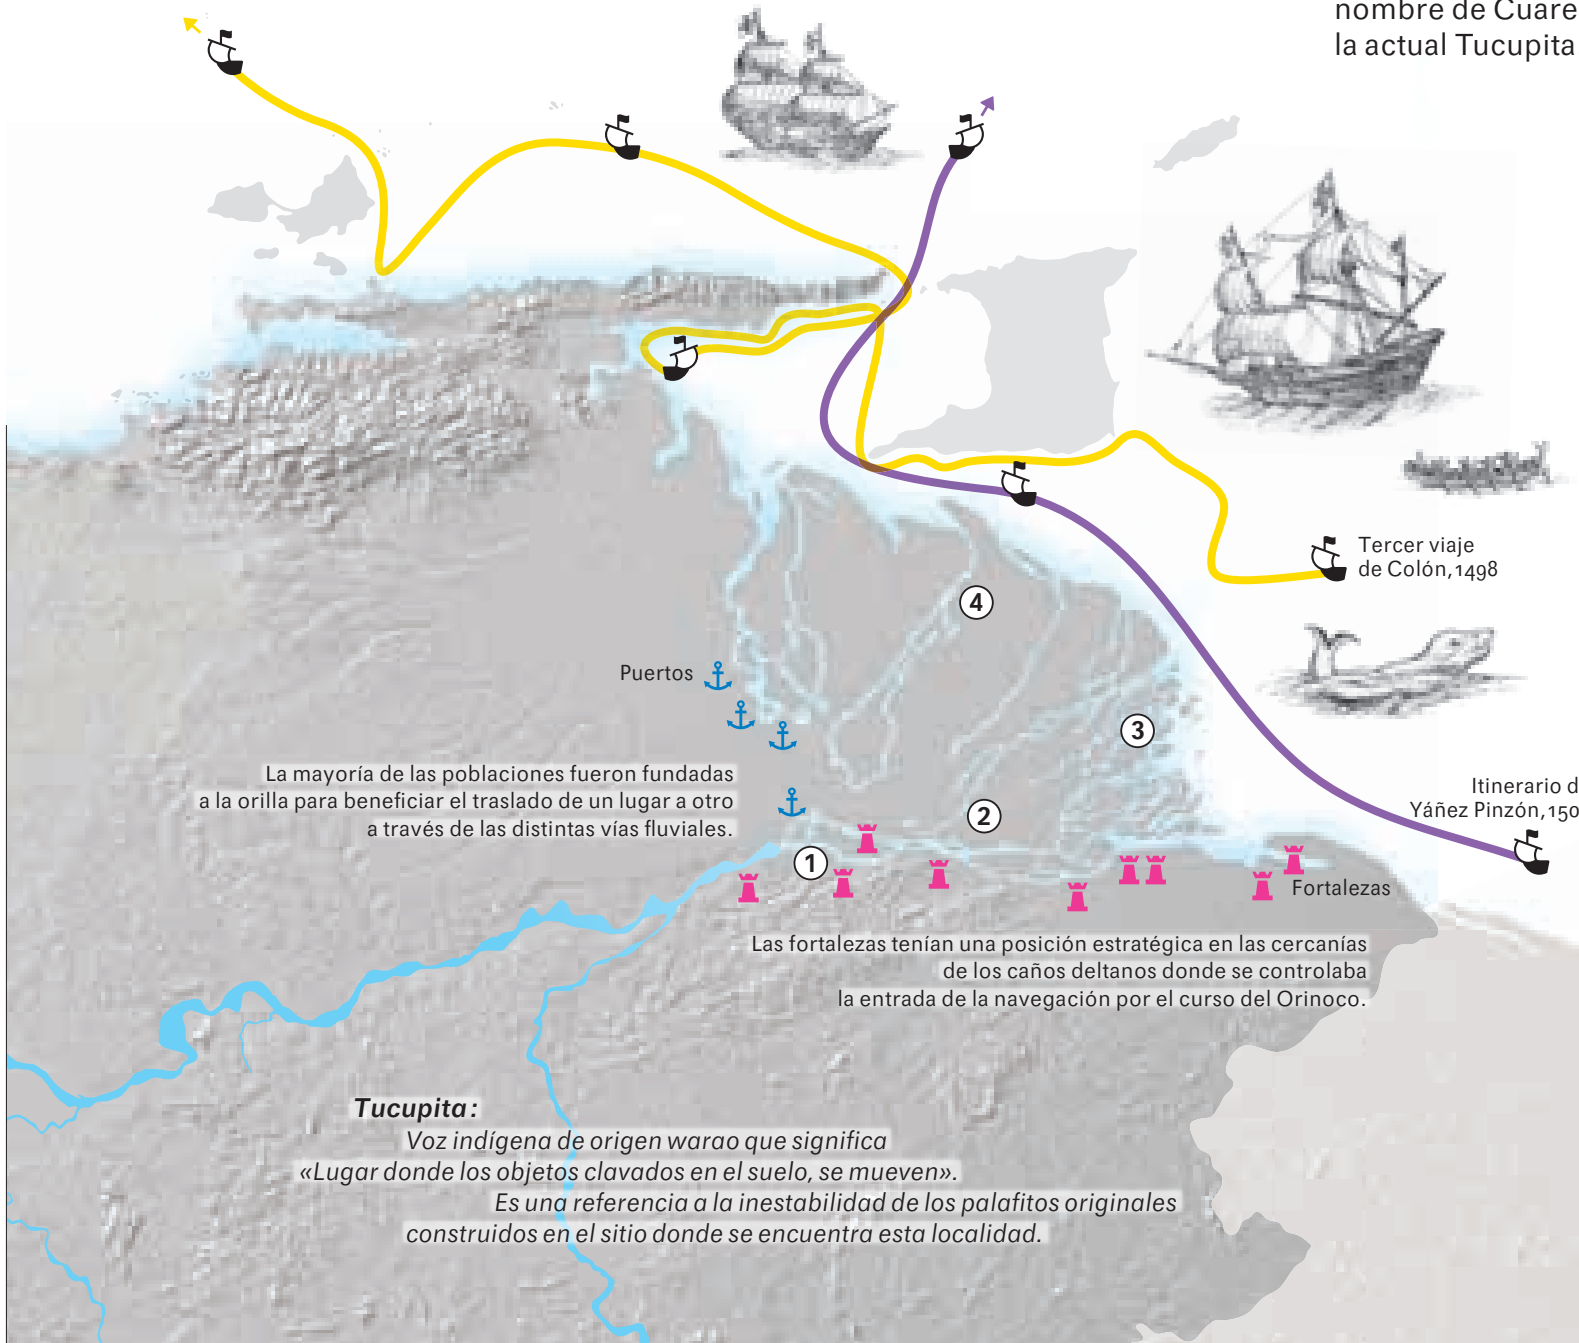 nombre de Cuare
la actual Tucupita
Tercer viaje
de Colón, 1498
4
Puertos
3
La mayoría de las poblaciones fueron fundadas
a la orilla para beneficiar el traslado de un lugar a otro
a través de las distintas vías fluviales.
Itinerario d
Yáñez Pinzón, 150
2
1
Fortalezas
Las fortalezas tenían una posición estratégica en las cercanías
de los caños deltanos donde se controlaba
la entrada de la navegación por el curso del Orinoco.
Tucupita:
Voz indígena de origen warao que significa
«Lugar donde los objetos clavados en el suelo, se mueven».
Es una referencia a la inestabilidad de los palafitos originales
construidos en el sitio donde se encuentra esta localidad.